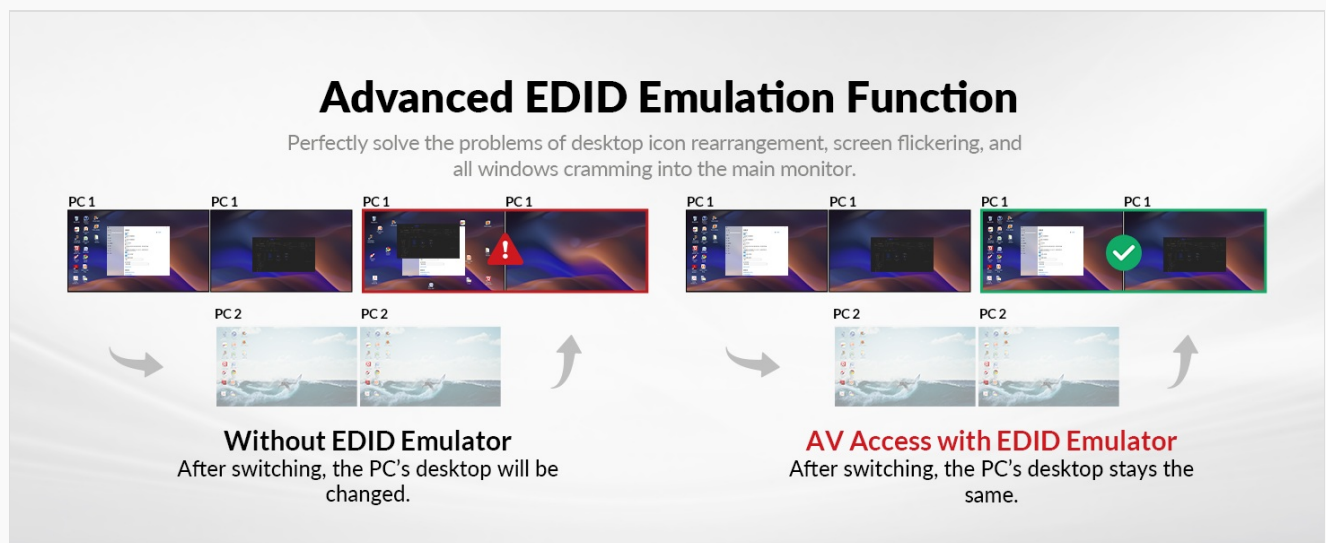 Advanced EDID Emulation Function
Perfectly solve the problems of desktop icon rearrangement, screen flickering, and
all windows cramming into the main monitor.
PC 1
PC 1
PC 1
PC 1
PC 2
PC 2
Without EDID Emulator
After switching, the PC's desktop will be
changed.
PC 1
PC 1
PC 1
PC 1
PC 2
PC 2
AV Access with EDID Emulator
After switching, the PC's desktop stays the
same.